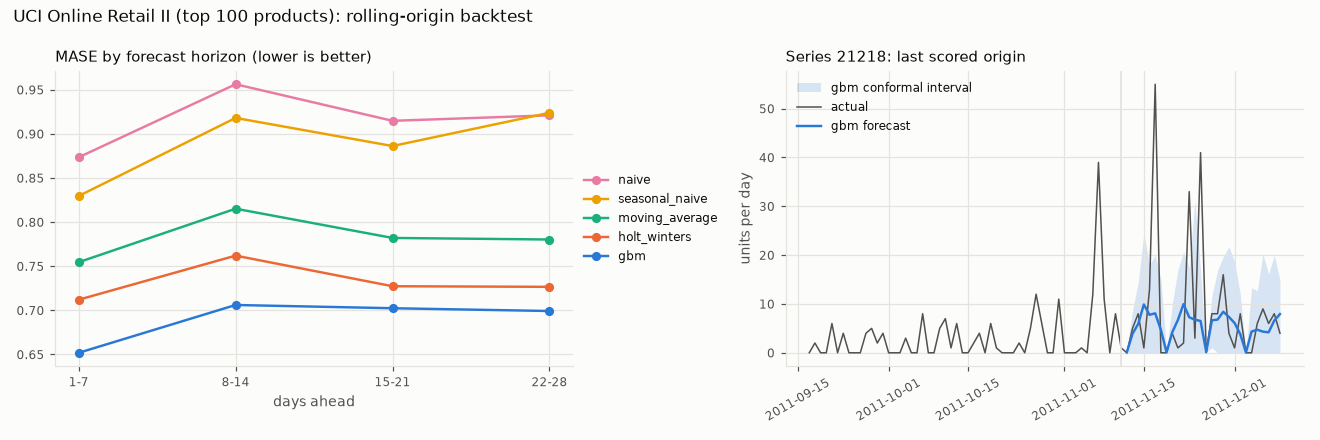 UCI Online Retail II (top 100 products): rolling-origin backtest
MASE by forecast horizon (lower is better)
0.95
0.90
0.85
0.80
0.75
0.70
0.65
1-7
8-14
15-21
22-28
days ahead
naive
seasonal_naive
moving_average
holt_winters
gbm
Series 21218: last scored origin
gbm conformal interval
actual
gbm forecast
units per day
50
40
30
20
10
0
2011-09-15
2011-10-01
2011-10-15
2011-11-01
2011-11-15
2011-12-01